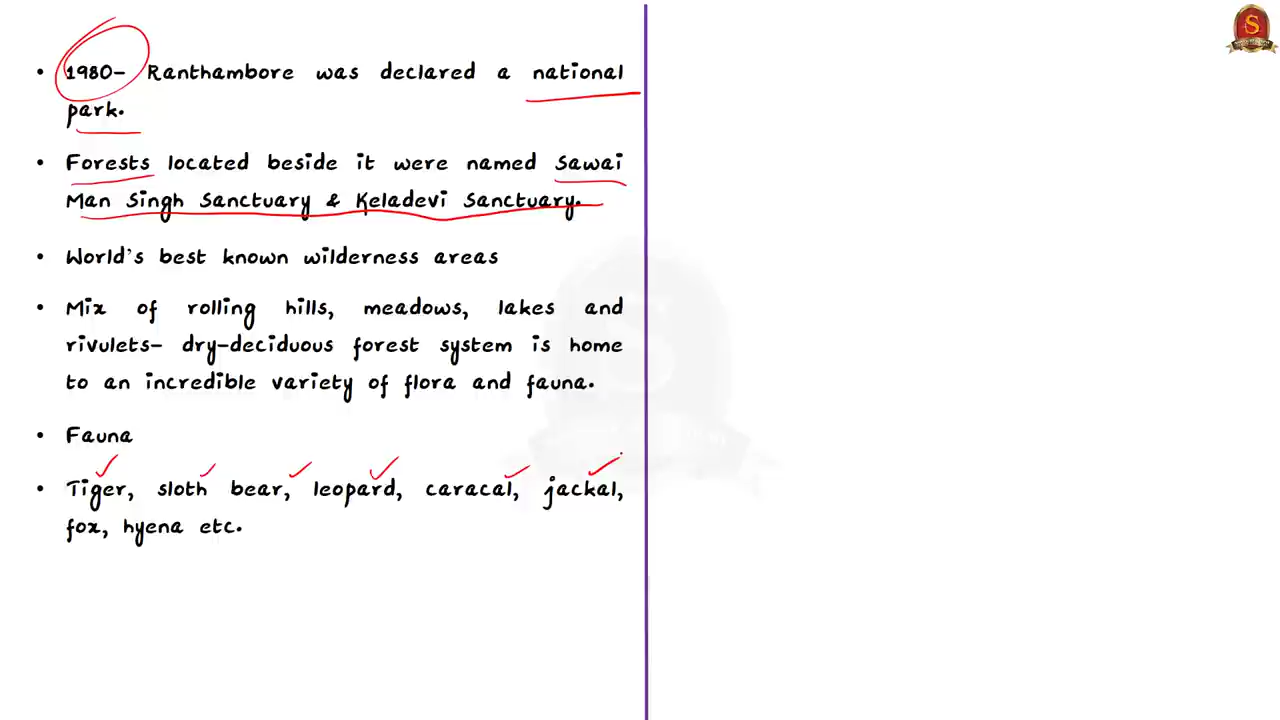 • 1980- Ranthambore was declared a national
park.
• Forests located beside it were named Sawai
Man Singh Sanctuary & Keladevi Sanctuary.
• World's best known wilderness areas
• Mix of rolling hills, meadows, lakes and
rivulets- dry-deciduous forest system is home
to an incredible variety of flora and fauna.
• Fauna
• Tiger, sloth bear, leopard, caracal, jackal,
fox, hyena etc.
S